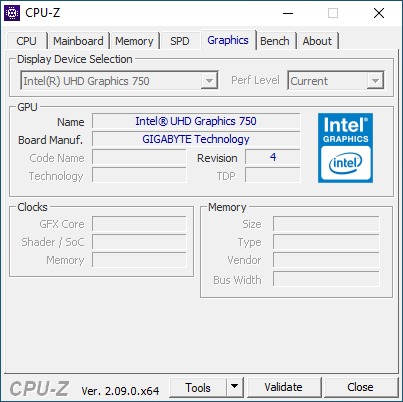 CPU-Z
CPU Mainboard Memory SPD Graphics Bench About
Display Device Selection
Intel(R) UHD Graphics 750 Perf Level Current
GPU
Name Intel® UHD Graphics 750
Board Manuf. GIGABYTE Technology
Code Name Revision 4
Technology TDP
intel®
GRAPHICS
intel
Clocks
GFX Core
Shader / SoC
Memory
Memory
Size
Type
Vendor
Bus Width
CPU-Z Ver. 2.09.0.x64 Tools Validate Close